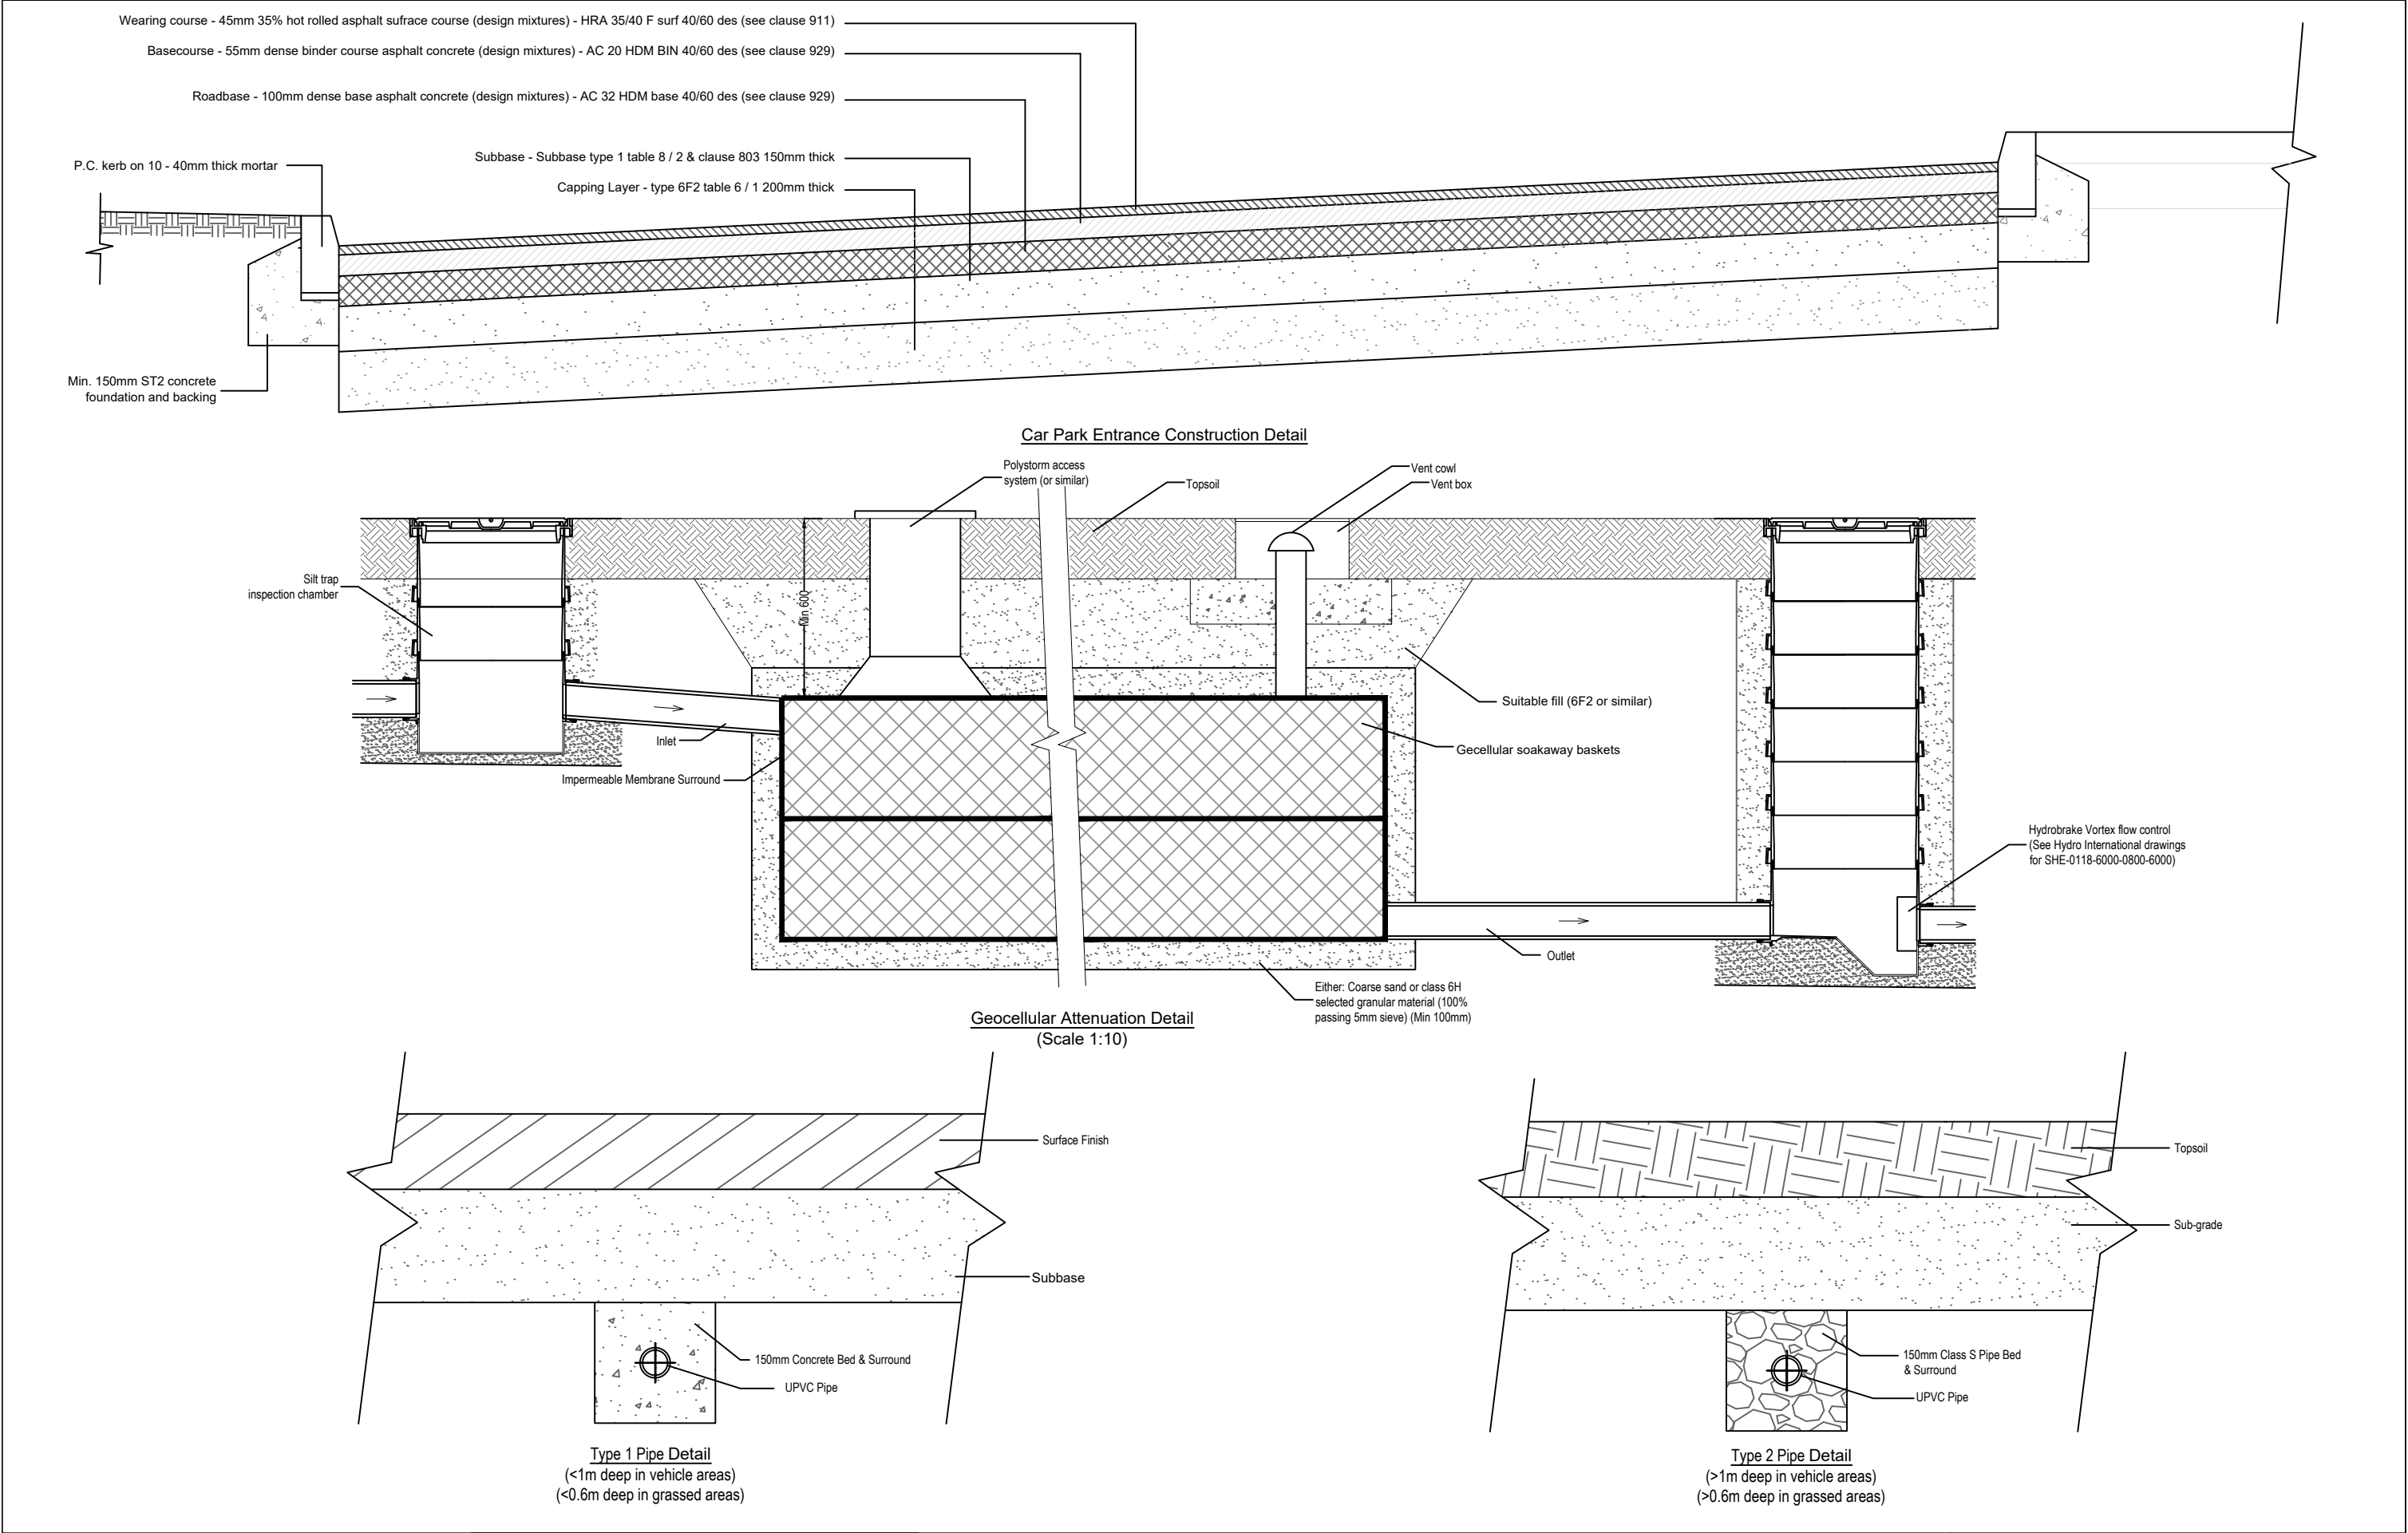 Wearing course - 45mm 35% hot rolled asphalt sufrace course (design mixtures) - HRA 35/40 F surf 40/60 des (see clause 911)
Basecourse - 55mm dense binder course asphalt concrete (design mixtures) - AC 20 HDM BIN 40/60 des (see clause 929)
Roadbase - 100mm dense base asphalt concrete (design mixtures) - AC 32 HDM base 40/60 des (see clause 929)
Subbase - Subbase type 1 table 8 / 2 & clause 803 150mm thick
P.C. kerb on 10 - 40mm thick mortar
Capping Layer - type 6F2 table 6 / 1 200mm thick
Min. 150mm ST2 concrete
foundation and backing
Car Park Entrance Construction Detail
Polystorm access
system (or similar)
Topsoil
Vent cowl
Vent box
Silt trap
inspection chamber
Min 600
Inlet
Impermeable Membrane Surround
Suitable fill (6F2 or similar)
Gecellular soakaway baskets
Hydrobrake Vortex flow control
(See Hydro International drawings
for SHE-0118-6000-0800-6000)
Outlet
Either: Coarse sand or class 6H
selected granular material (100%
passing 5mm sieve) (Min 100mm)
Geocellular Attenuation Detail
(Scale 1:10)
Surface Finish
Subbase
150mm Concrete Bed & Surround
UPVC Pipe
Type 1 Pipe Detail
(<1m deep in vehicle areas)
(<0.6m deep in grassed areas)
Topsoil
Sub-grade
150mm Class S Pipe Bed
& Surround
UPVC Pipe
Type 2 Pipe Detail
(>1m deep in vehicle areas)
(>0.6m deep in grassed areas)